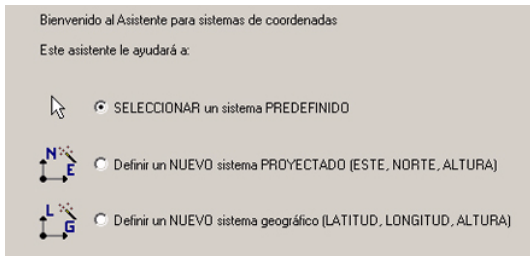 Bienvenido al Asistente para sistemas de coordenadas
Este asistente le ayudará a:
SELECCIONAR un sistema PREDEFINIDO
N
E
Definir un NUEVO sistema PROYECTADO (ESTE, NORTE, ALTURA)
L
G
Definir un NUEVO sistema geográfico (LATITUD, LONGITUD, ALTURA)